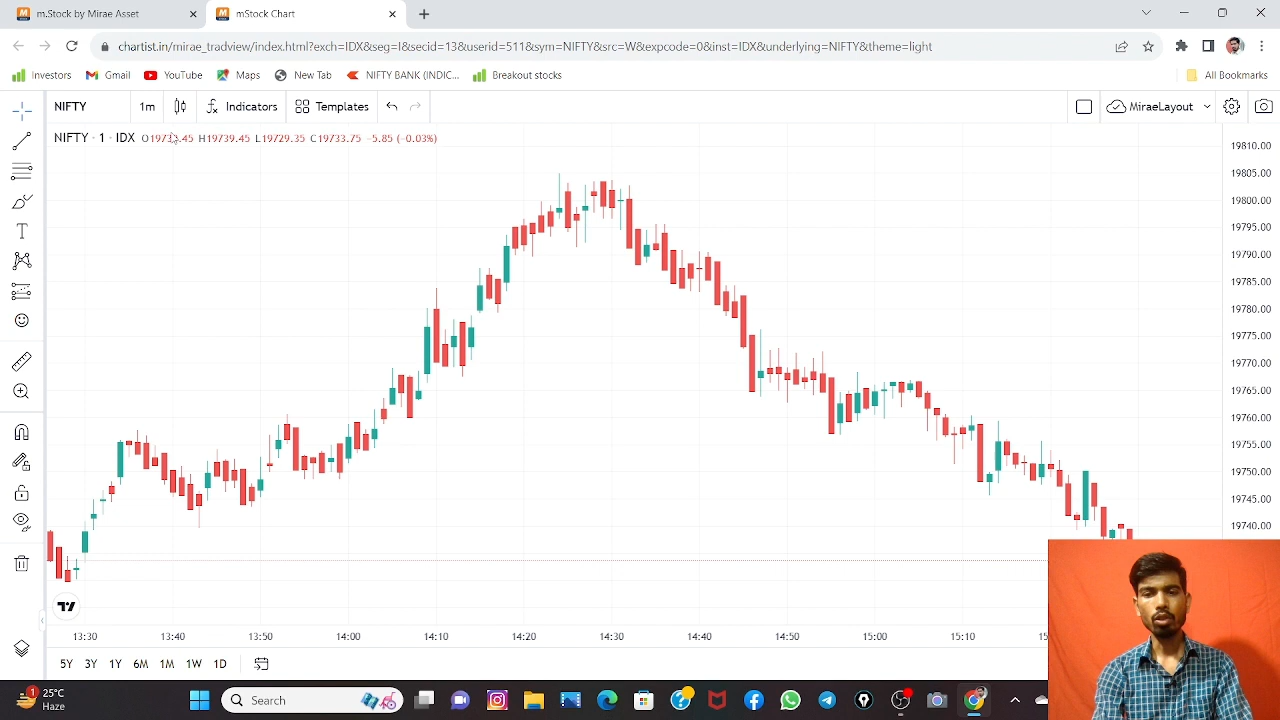 m.Stock by Mirae Asset
mStock Chart
chartist.in/mirae_tradview/index.html?exch=IDX&seg=I&secid=13&userid=51&osym=NIFTY&src=W&expcode=0&inst=IDX&underlying=NIFTY&theme=light
Investors
Gmail
YouTube
Maps
New Tab
NIFTY BANK (INDIC...
Breakout stocks
All Bookmarks
NIFTY
1m
Indicators
Templates
MiraeLayout
NIFTY · 1 · IDX O19733.45 H19739.45 L19729.35 C19733.75 −5.85 (−0.03%)
19810.00
19805.00
19800.00
19795.00
19790.00
19785.00
19780.00
19775.00
19770.00
19765.00
19760.00
19755.00
19750.00
19745.00
19740.00
13:30 13:40 13:50 14:00 14:10 14:20 14:30 14:40 14:50 15:00 15:10
5Y 3Y 1Y 6M 1M 1W 1D
1
25°C
Haze
Search